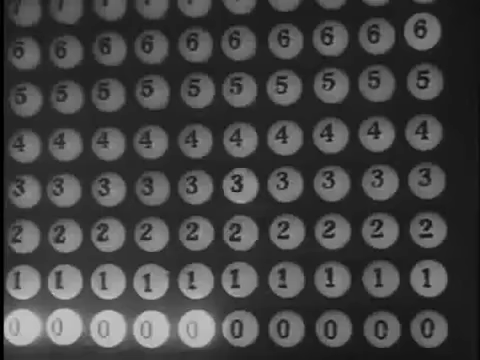 6 6 6 6 6 6 6 6 6 6
5 5 5 5 5 5 5 5 5 5
4 4 4 4 4 4 4 4 4 4
3 3 3 3 3 3 3 3 3 3
2 2 2 2 2 2 2 2 2 2
1 1 1 1 1 1 1 1 1 1
0 0 0 0 0 0 0 0 0 0